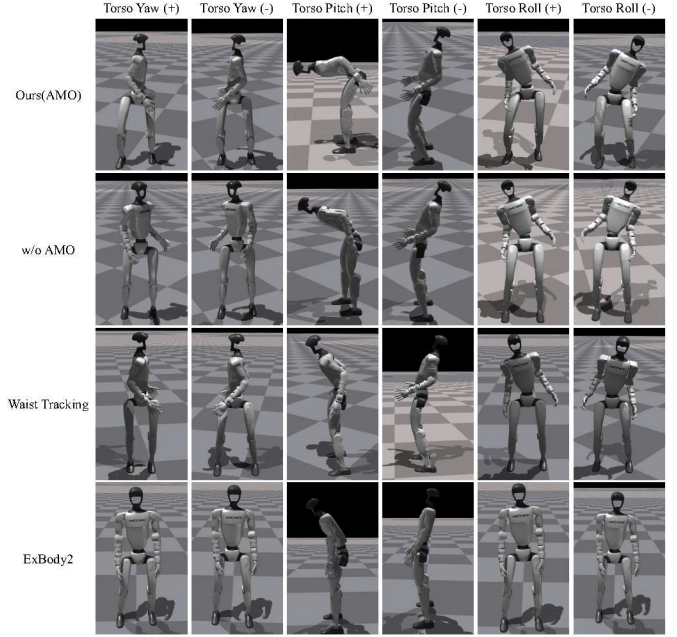 Torso Yaw (+) Torso Yaw (-) Torso Pitch (+) Torso Pitch (-) Torso Roll (+) Torso Roll (-)
Ours(AMO)
w/o AMO
Waist Tracking
ExBody2